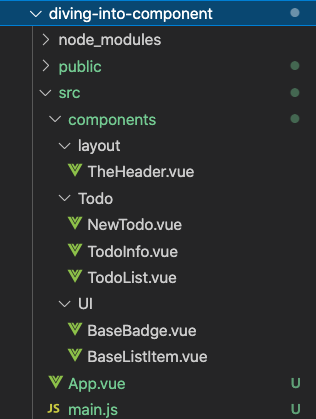 diving-into-component
node_modules
public
src
components
layout
TheHeader.vue
Todo
NewTodo.vue
TodoInfo.vue
TodoList.vue
UI
BaseBadge.vue
BaseListItem.vue
App.vue U
JS main.js U